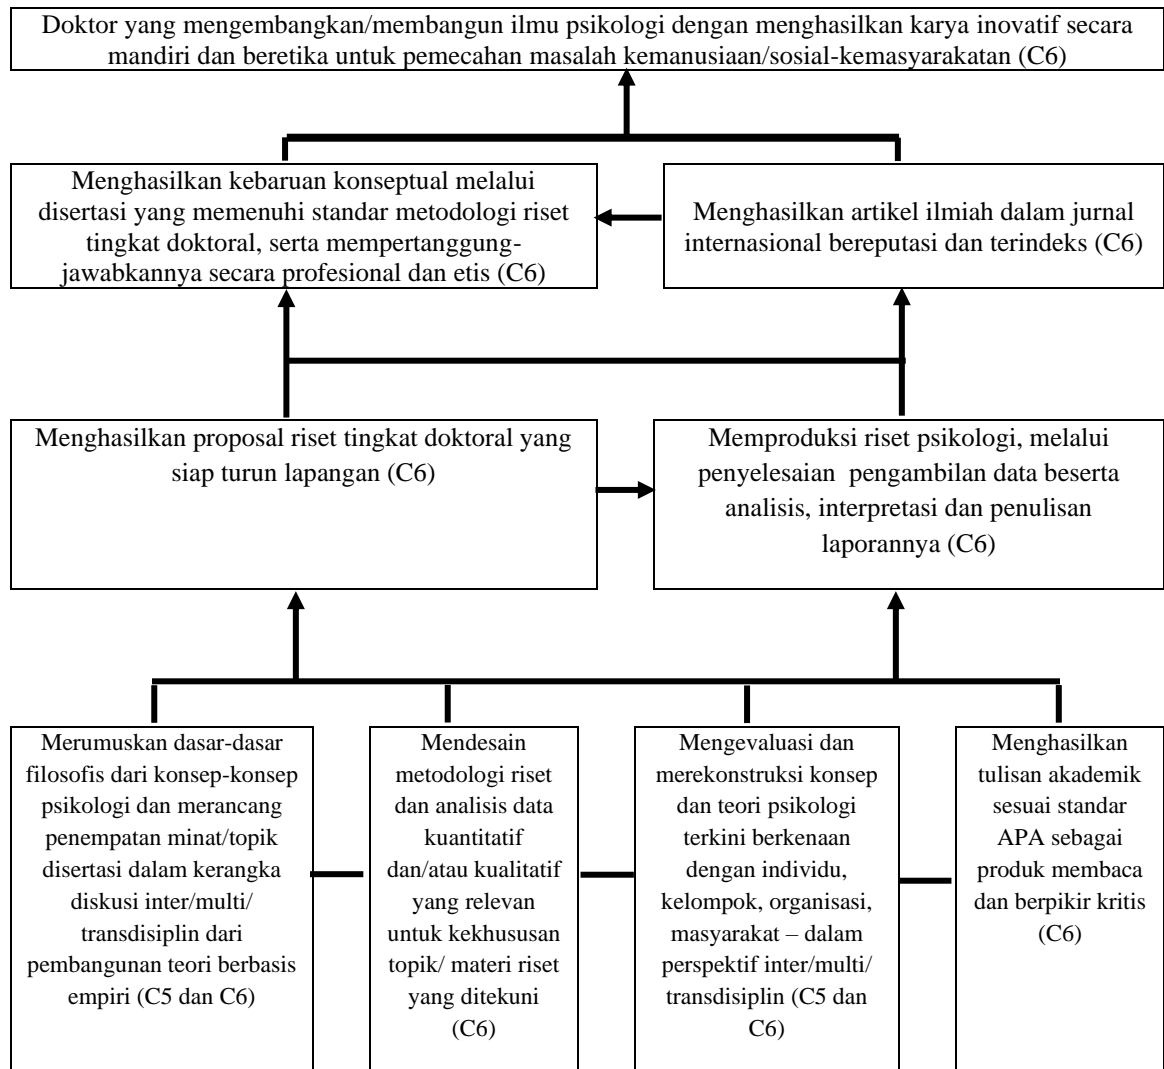 Doktor yang mengembangkan/membangun ilmu psikologi dengan menghasilkan karya inovatif secara
mandiri dan beretika untuk pemecahan masalah kemanusiaan/sosial-kemasyarakatan (C6)
Menghasilkan kebaruan konseptual melalui
disertasi yang memenuhi standar metodologi riset
tingkat doktoral, serta mempertanggung-
jawabkannya secara profesional dan etis (C6)
Menghasilkan artikel ilmiah dalam jurnal
internasional bereputasi dan terindeks (C6)
Menghasilkan proposal riset tingkat doktoral yang
siap turun lapangan (C6)
Memproduksi riset psikologi, melalui
penyelesaian pengambilan data beserta
analisis, interpretasi dan penulisan
laporannya (C6)
Merumuskan dasar-dasar
filosofis dari konsep-konsep
psikologi dan merancang
penempatan minat/topik
disertasi dalam kerangka
diskusi inter/multi/
transdisiplin dari
pembangunan teori berbasis
empiri (C5 dan C6)
Mendesain
metodologi riset
dan analisis data
kuantitatif
dan/atau kualitatif
yang relevan
untuk kekhususan
topik/ materi riset
yang ditekuni
(C6)
Mengevaluasi dan
merekonstruksi konsep
dan teori psikologi
terkini berkenaan
dengan individu,
kelompok, organisasi,
masyarakat – dalam
perspektif inter/multi/
transdisiplin (C5 dan
C6)
Menghasilkan
tulisan akademik
sesuai standar
APA sebagai
produk membaca
dan berpikir kritis
(C6)